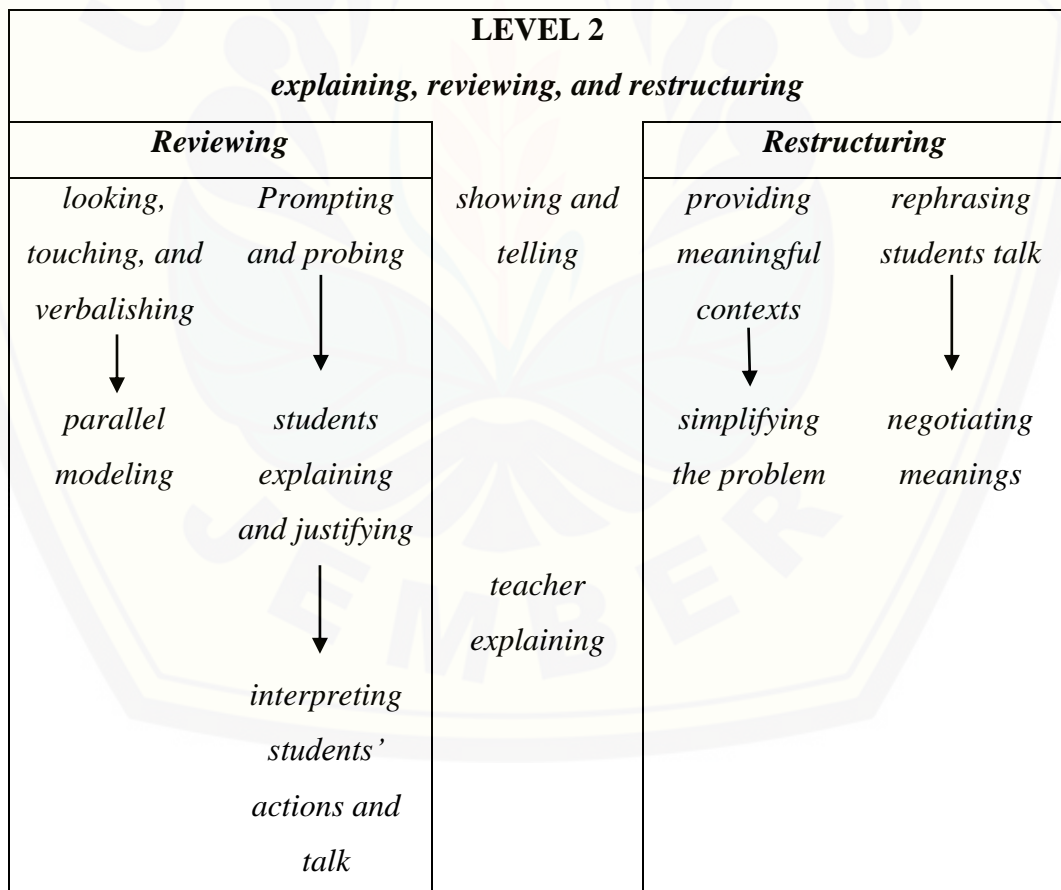 LEVEL 2
explaining, reviewing, and restructuring
Reviewing
looking,
touching, and
verbalishing
parallel
modeling
Prompting
and probing
students
explaining
and justifying
interpreting
students’
actions and
talk
showing and
telling
teacher
explaining
Restructuring
providing
meaningful
contexts
simplifying
the problem
rephrasing
students talk
negotiating
meanings
JEMBER